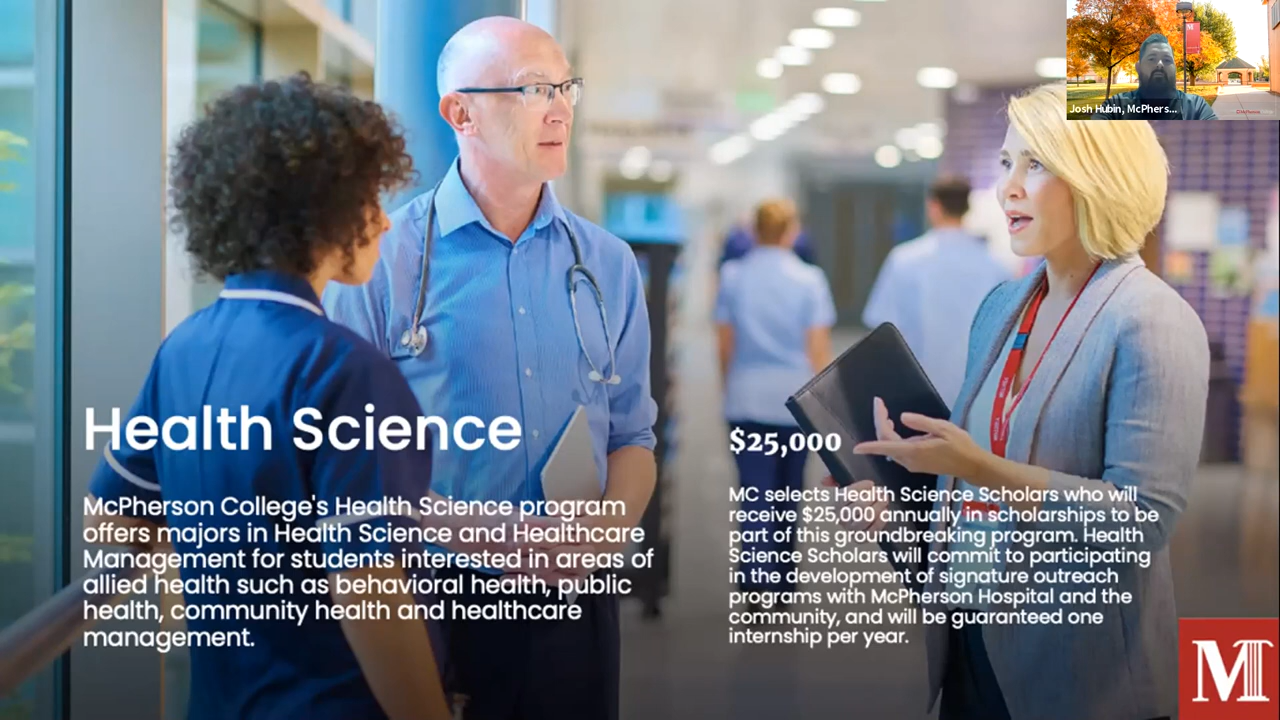 Josh Hubin, McPhers...
Health Science
McPherson College's Health Science program
offers majors in Health Science and Healthcare
Management for students interested in areas of
allied health such as behavioral health, public
health, community health and healthcare
management.
$25,000
MC selects Health Science Scholars who will
receive $25,000 annually in scholarships to be
part of this groundbreaking program. Health
Science Scholars will commit to participating
in the development of signature outreach
programs with McPherson Hospital and the
community, and will be guaranteed one
internship per year.
M